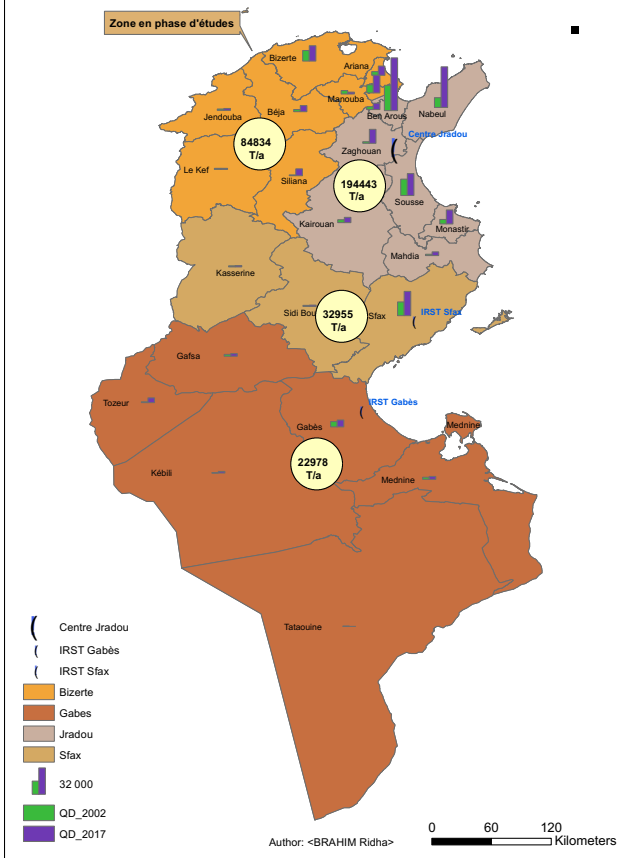 Zone en phase d'études
Bizerte
Ariana
Manouba
Ben Arous
Nabeul
Jendouba
Béja
Centra Jradou
Zaghouan
84834
T/a
Le Kef
Siliana
194443
T/a
Sousse
Kairouan
Monastir
Mahdia
Kasserine
Sidi Bou
32955
T/a
Sfax
IRST Sfax
Gafsa
Tozeur
IRST Gabès
Gabès
Mednine
22978
T/a
Kébili
Mednine
Tataouine
Centre Jradou
IRST Gabès
IRST Sfax
Bizerte
Gabes
Jradou
Sfax
32 000
QD_2002
QD_2017
Author: <BRAHIM Ridha>
0 60 120
Kilometers